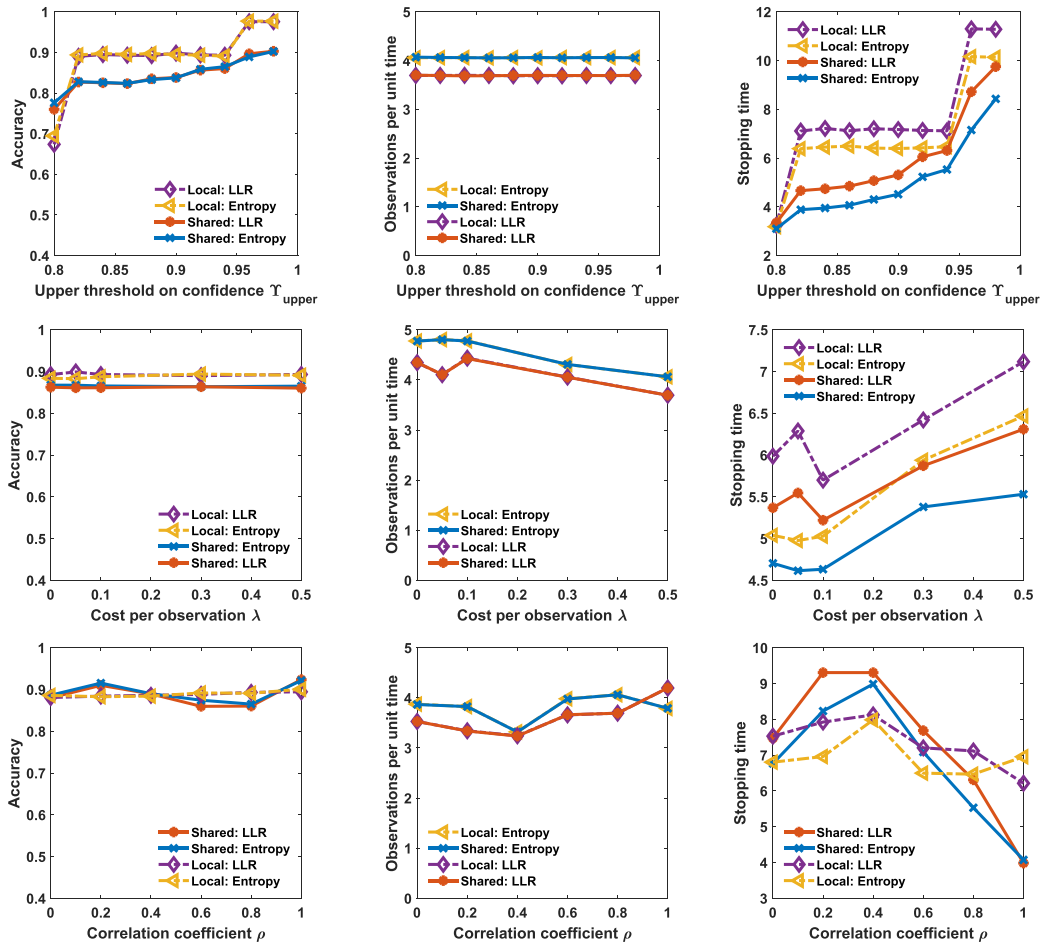 1
0.9
0.8
0.7
0.6
0.5
0.4
Accuracy
Local: LLR
Local: Entropy
Shared: LLR
Shared: Entropy
0.8 0.85 0.9 0.95 1
Upper threshold on confidence ϒupper
5
4
3
2
1
0
Observations per unit time
Local: Entropy
Shared: Entropy
Local: LLR
Shared: LLR
0.8 0.85 0.9 0.95 1
Upper threshold on confidence ϒupper
12
10
8
6
4
2
Stopping time
Local: LLR
Local: Entropy
Shared: LLR
Shared: Entropy
0.8 0.85 0.9 0.95 1
Upper threshold on confidence ϒupper
1
0.9
0.8
0.7
0.6
0.5
0.4
Accuracy
Local: LLR
Local: Entropy
Shared: Entropy
Shared: LLR
0 0.1 0.2 0.3 0.4 0.5
Cost per observation λ
5
4
3
2
1
0
Observations per unit time
Local: Entropy
Shared: Entropy
Local: LLR
Shared: LLR
0 0.1 0.2 0.3 0.4 0.5
Cost per observation λ
7.5
7
6.5
6
5.5
5
4.5
Stopping time
Local: LLR
Local: Entropy
Shared: LLR
Shared: Entropy
0 0.1 0.2 0.3 0.4 0.5
Cost per observation λ
1
0.9
0.8
0.7
0.6
0.5
0.4
Accuracy
Shared: LLR
Shared: Entropy
Local: LLR
Local: Entropy
0 0.2 0.4 0.6 0.8 1
Correlation coefficient ρ
5
4
3
2
1
0
Observations per unit time
Local: Entropy
Shared: Entropy
Local: LLR
Shared: LLR
0 0.2 0.4 0.6 0.8 1
Correlation coefficient ρ
10
9
8
7
6
5
4
3
Stopping time
Shared: LLR
Shared: Entropy
Local: LLR
Local: Entropy
0 0.2 0.4 0.6 0.8 1
Correlation coefficient ρ